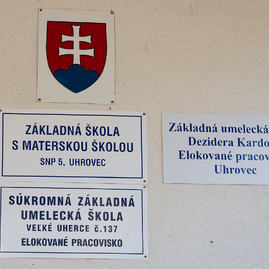 ZÁKLADNÁ ŠKOLA
S MATERSKOU ŠKOLOU
SNP 5, UHROVEC
SÚKROMNÁ ZÁKLADNÁ
UMELECKÁ ŠKOLA
VEĽKÉ UHERCE č.137
ELOKOVANÉ PRACOVISKO
Základná umelecká
Dezidera Kardo
Elokované praco
Uhrovec